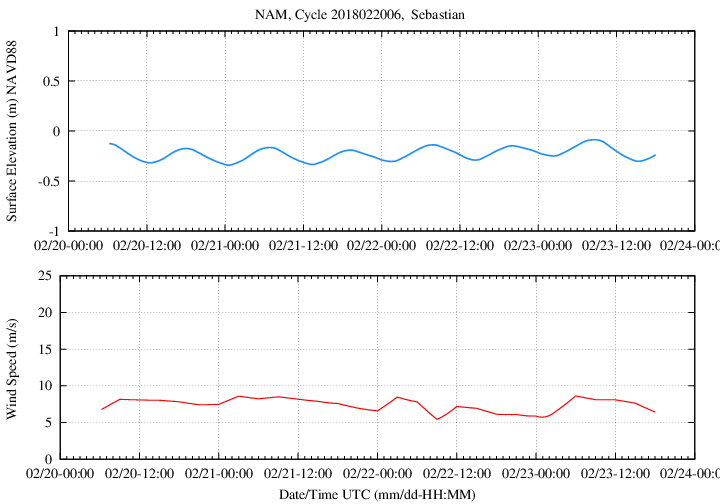 NAM, Cycle 2018022006,  Sebastian
Surface Elevation (m) NAVD88
1
0.5
0
-0.5
-1
02/20-00:00 02/20-12:00 02/21-00:00 02/21-12:00 02/22-00:00 02/22-12:00 02/23-00:00 02/23-12:00 02/24-00:0
Wind Speed (m/s)
25
20
15
10
5
0
02/20-00:00 02/20-12:00 02/21-00:00 02/21-12:00 02/22-00:00 02/22-12:00 02/23-00:00 02/23-12:00 02/24-00:0
Date/Time UTC (mm/dd-HH:MM)